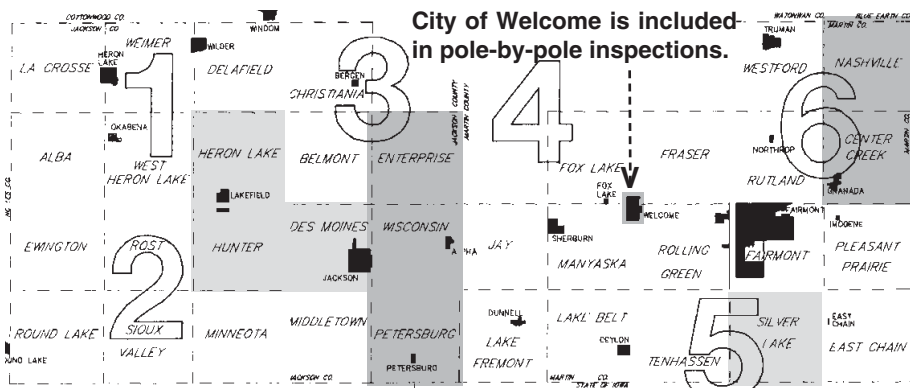 COTTONWOOD CO.
JACKSON CO.
WINDOM
City of Welcome is included
in pole-by-pole inspections.
WATONWAN CO.
BLUE EARTH CO.
MARTIN CO.
WEIMER
WILDER
TRUMAN
LA CROSSE
HERON
LAKE
1
DELAFIELD
BERGEN
CHRISTIANIA
3
4
WESTFORD
NASHVILLE
6
JACKSON COUNTY
MARTIN COUNTY
MARTIN CO.
OKABENA
ALBA
WEST
HERON LAKE
HERON LAKE
BELMONT
ENTERPRISE
FOX LAKE
FRASER
NORTHROP
CENTER
CREEK
RUTLAND
GRANADA
LAKEFIELD
FOX
LAKE
WELCOME
FAIRMONT
IMOGENE
EWINGTON
ROST
HUNTER
DES MOINES
JACKSON
WISCONSIN
JAY
SHERBURN
MANYASKA
ROLLING
GREEN
FAIRMONT
PLEASANT
PRAIRIE
2
5
ROUND LAKE
SIOUX
VALLEY
MINNEOTA
MIDDLETOWN
PETERSBURG
PETERSBURG
DUNNELL
LAKE
FREMONT
LAKE BELT
CEYLON
TENHASSEN
SILVER
LAKE
EAST
CHAIN
EAST CHAIN
JACKSON CO.
MARTIN CO.
STATE OF IOWA